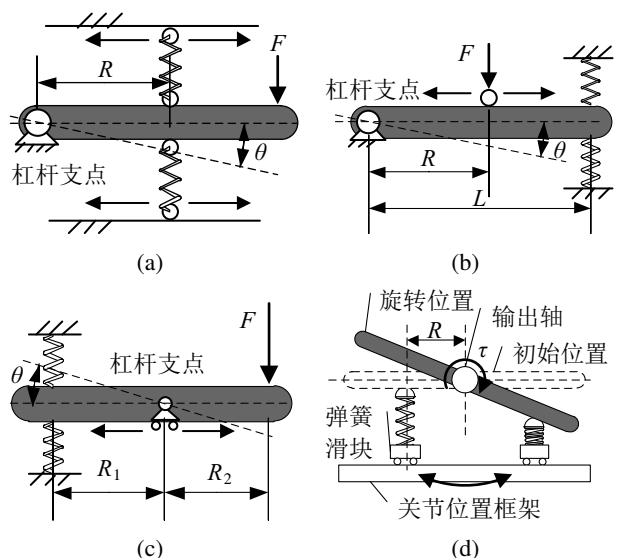 R
F
θ
杠杆支点
(a)
F
杠杆支点
θ
R
L
(b)
F
杠杆支点
θ
R₁
R₂
(c)
旋转位置
输出轴
R
τ
初始位置
弹簧
滑块
关节位置框架
(d)